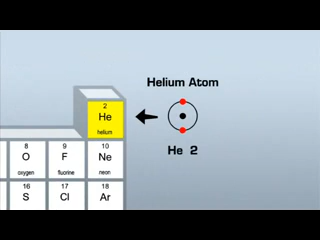 Helium Atom
2
He
helium
He 2
8 9 10
O F Ne
oxygen fluorine neon
16 17 18
S Cl Ar